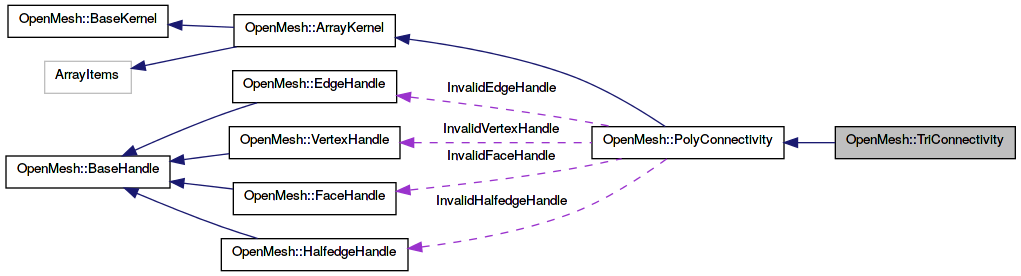 OpenMesh::BaseKernel
OpenMesh::ArrayKernel
ArrayItems
OpenMesh::EdgeHandle
InvalidEdgeHandle
OpenMesh::VertexHandle
InvalidVertexHandle
OpenMesh::PolyConnectivity
OpenMesh::TriConnectivity
OpenMesh::BaseHandle
InvalidFaceHandle
OpenMesh::FaceHandle
InvalidHalfedgeHandle
OpenMesh::HalfedgeHandle